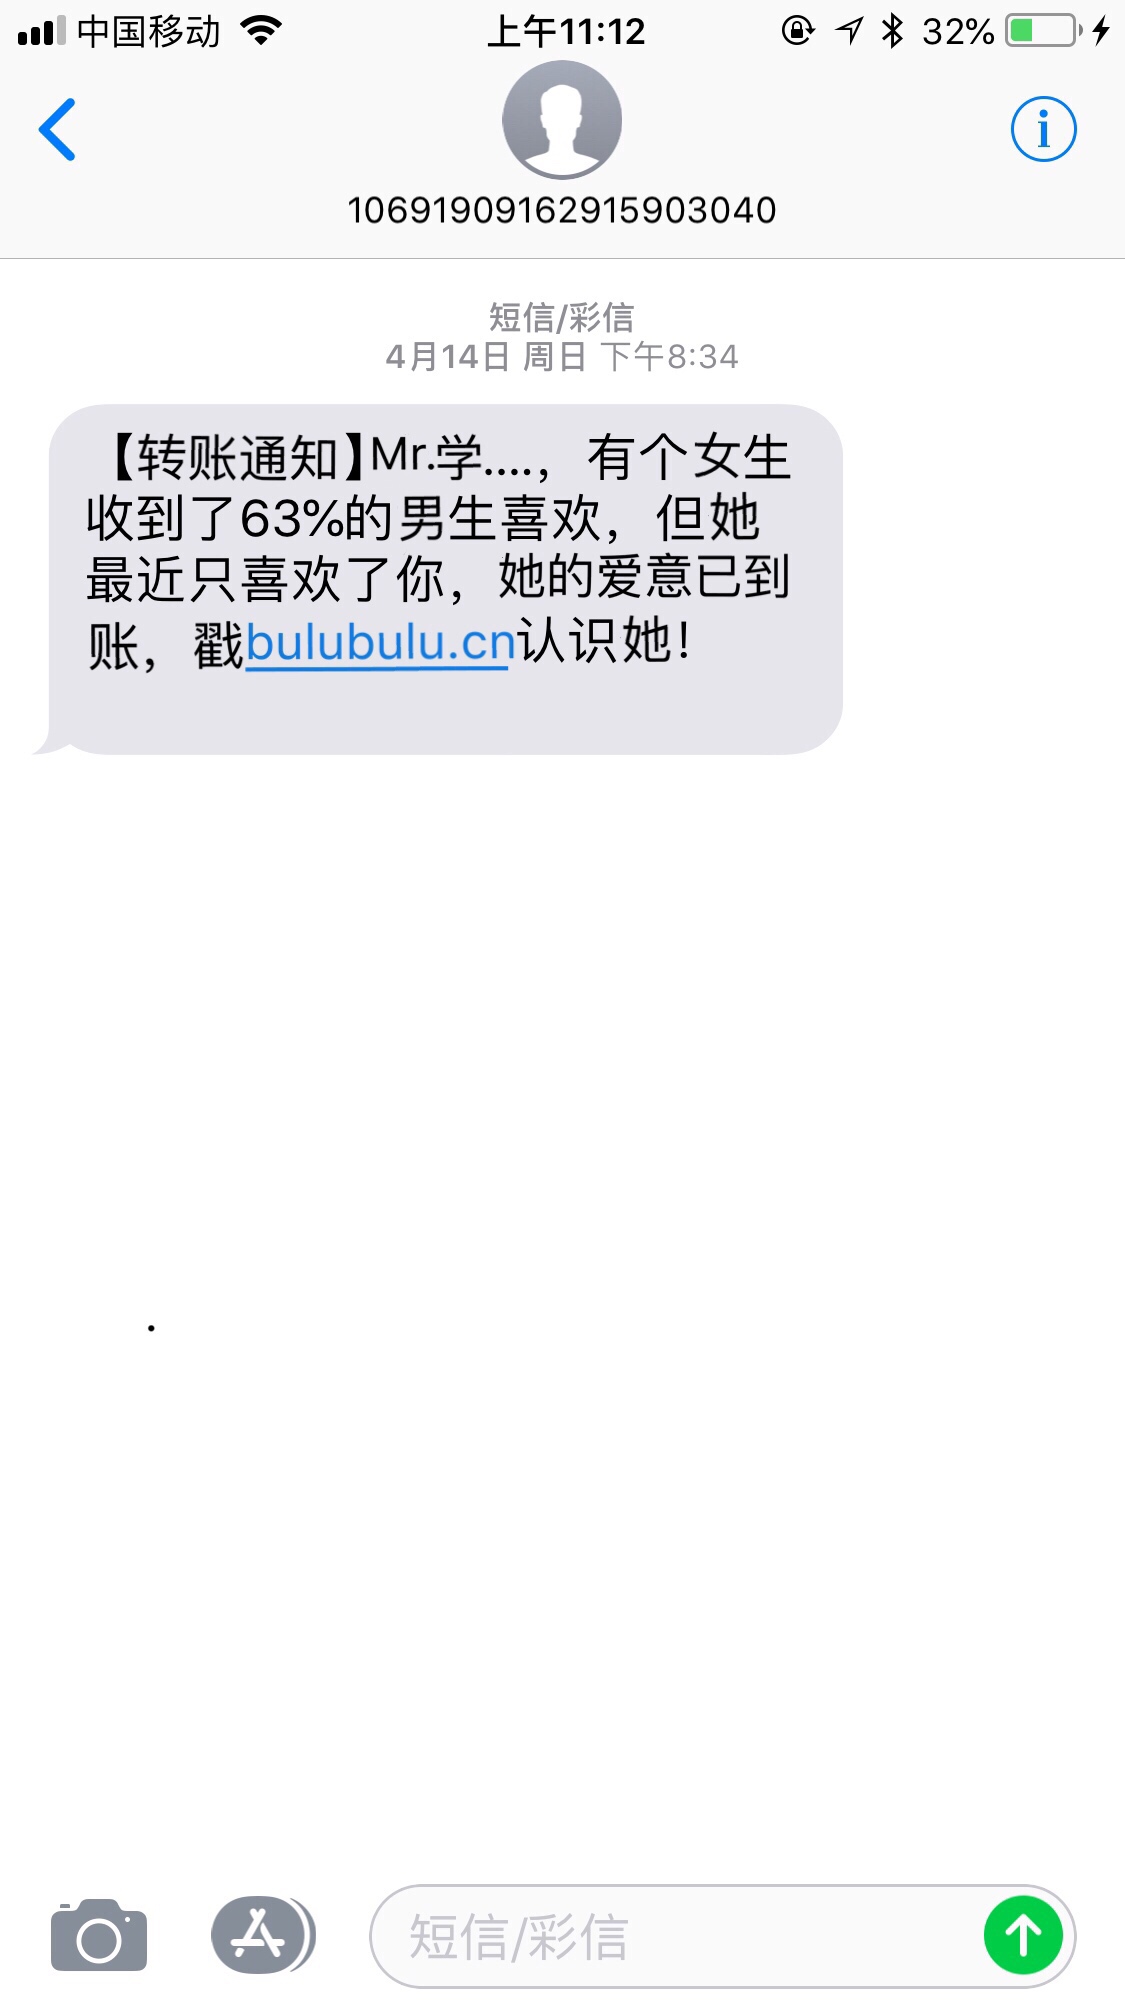 中国移动 上午11:12 32%
10691909162915903040
短信/彩信
4月14日 周日 下午8:34
【转账通知】Mr.学....，有个女生
收到了63%的男生喜欢，但她
最近只喜欢了你，她的爱意已到
账，戳bulubulu.cn认识她！
短信/彩信